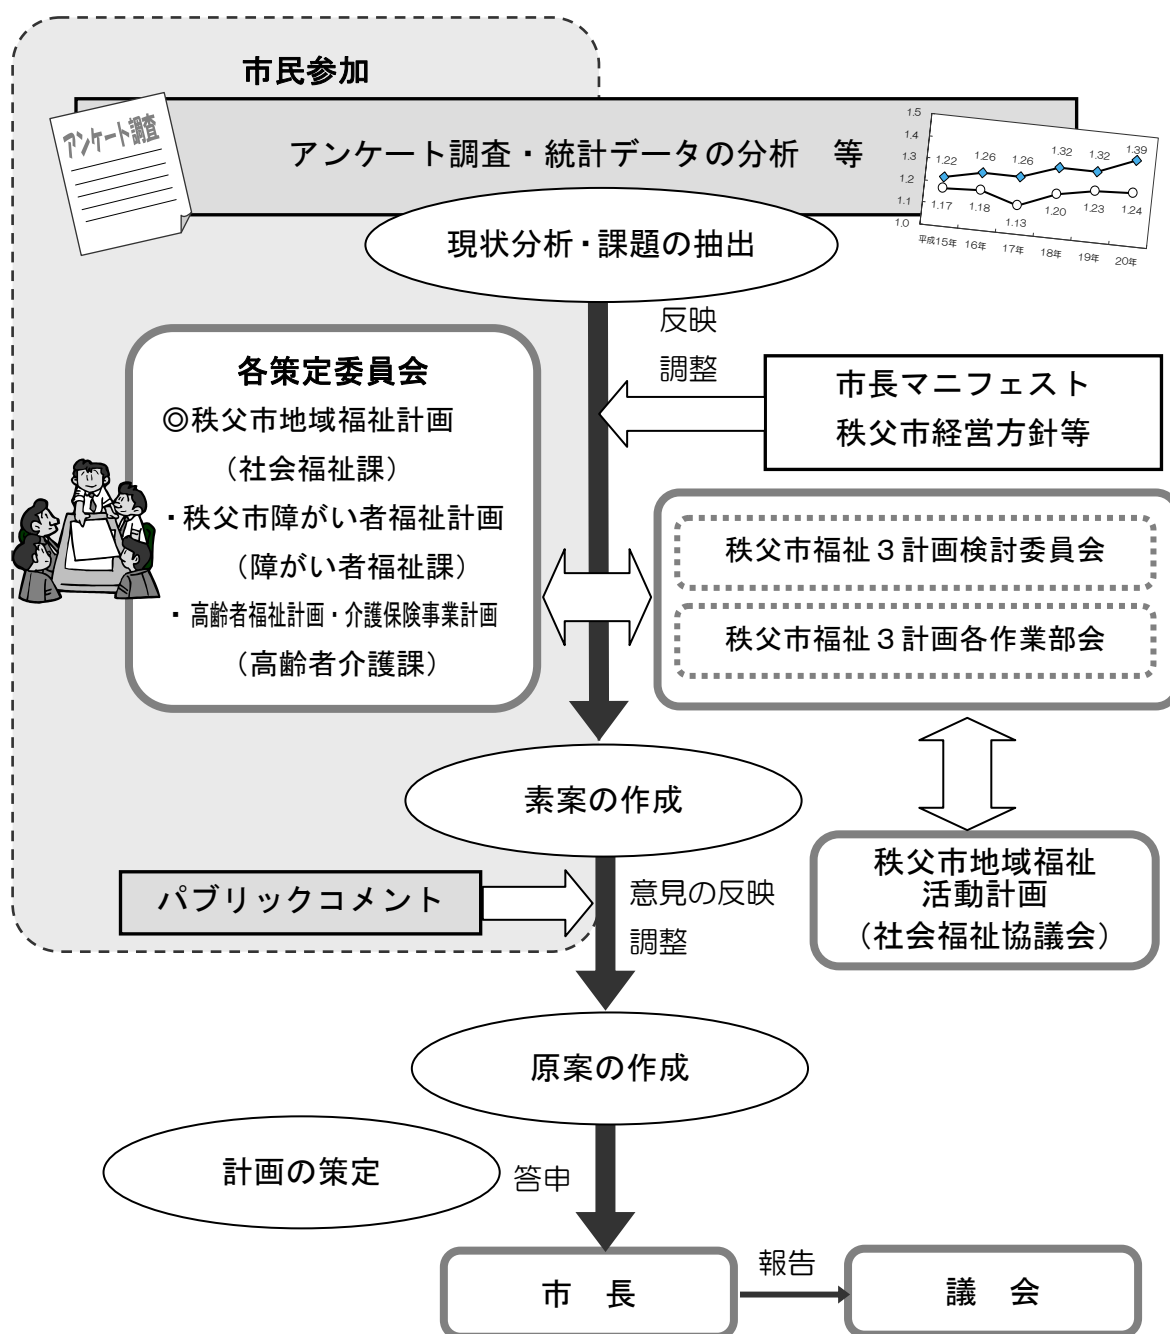 市民参加
アンケート調査
アンケート調査・統計データの分析　等
1.5
1.4
1.3
1.2
1.1
1.0
1.22
1.26
1.26
1.32
1.32
1.39
1.17
1.18
1.13
1.20
1.23
1.24
平成15年
16年
17年
18年
19年
20年
現状分析・課題の抽出
反映
調整
市長マニフェスト
秩父市経営方針等
各策定委員会
◎秩父市地域福祉計画
（社会福祉課）
・秩父市障がい者福祉計画
（障がい者福祉課）
・高齢者福祉計画・介護保険事業計画
（高齢者介護課）
秩父市福祉３計画検討委員会
秩父市福祉３計画各作業部会
素案の作成
秩父市地域福祉
活動計画
（社会福祉協議会）
パブリックコメント
意見の反映
調整
原案の作成
計画の策定
答申
市　長
報告
議　会